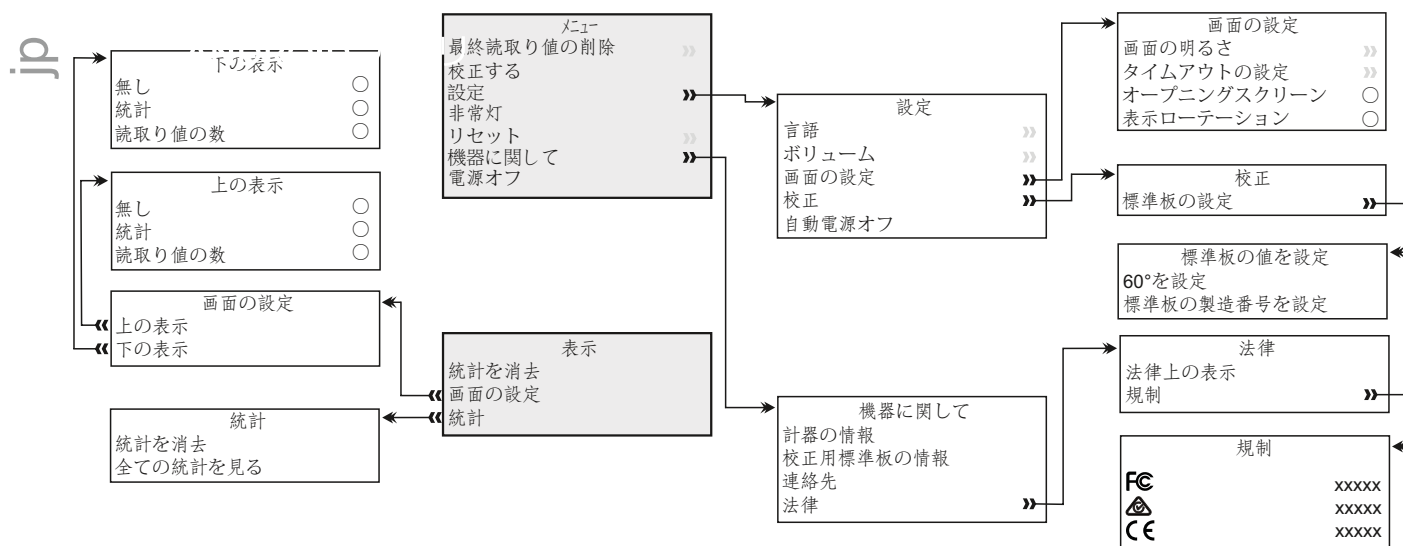 jp
下の表示
無し
統計
読取り値の数
上の表示
無し
統計
読取り値の数
画面の設定
上の表示
下の表示
統計
統計を消去
全ての統計を見る
メニュー
最終読取り値の削除
校正する
設定
非常灯
リセット
機器に関して
電源オフ
表示
統計を消去
画面の設定
統計
設定
言語
ボリューム
画面の設定
校正
自動電源オフ
機器に関して
計器の情報
校正用標準板の情報
連絡先
法律
画面の設定
画面の明るさ
タイムアウトの設定
オープニングスクリーン
表示ローテーション
校正
標準板の設定
標準板の値を設定
60°を設定
標準板の製造番号を設定
法律
法律上の表示
規制
規制
FC xxxxx
xxxxx
CE xxxxx